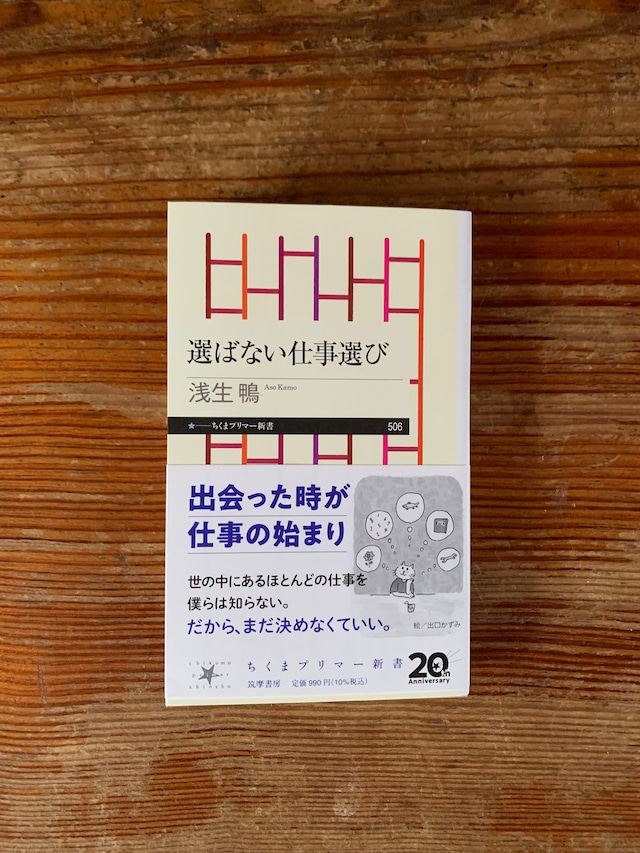 選ばない仕事選び
浅生 鴨 Aso Kamo
★──ちくまプリマー新書 506
出会った時が
仕事の始まり
世の中にあるほとんどの仕事を
僕らは知らない。
だから、まだ決めなくていい。
絵／出口かずみ
chikuma
primer
shinsho
ちくまプリマー新書
筑摩書房 定価990円(10%税込)
20th
Anniversary